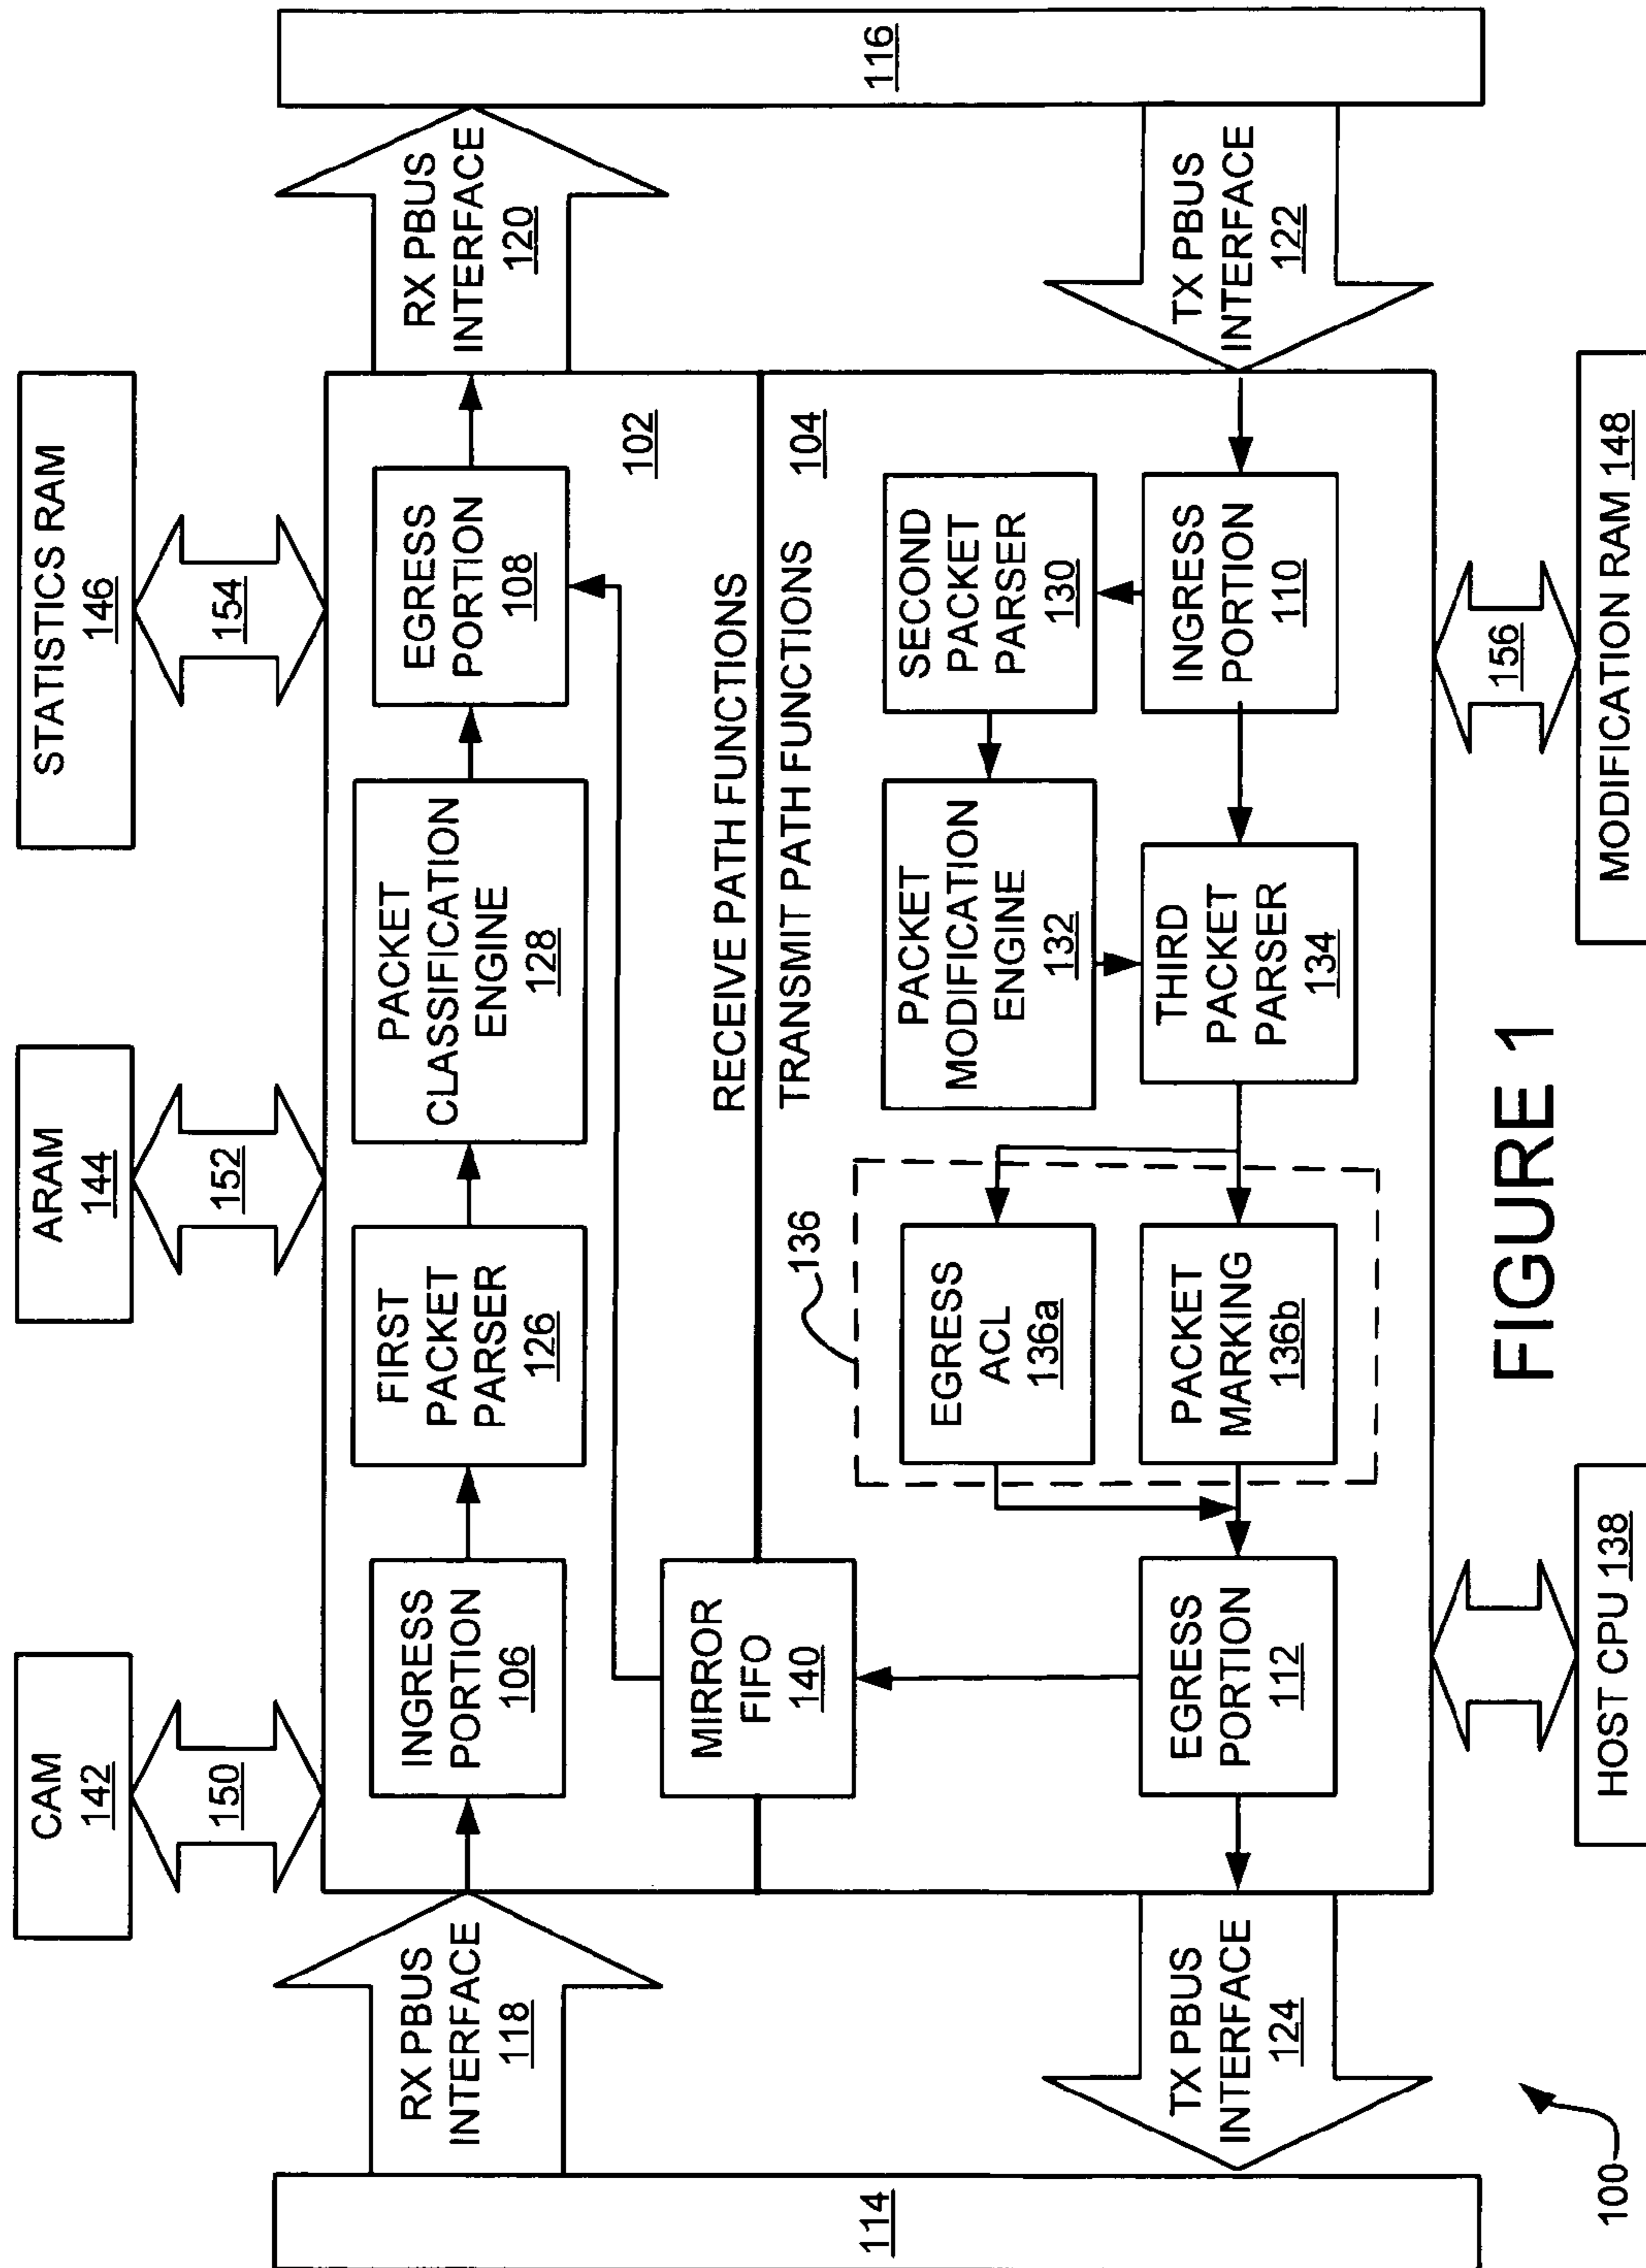 CAM
142
ARAM
144
STATISTICS RAM
146
150
152
154
114
RX PBUS
INTERFACE
118
INGRESS
PORTION
106
FIRST
PACKET
PARSER
126
PACKET
CLASSIFICATION
ENGINE
128
EGRESS
PORTION
108
102
RX PBUS
INTERFACE
120
116
MIRROR
FIFO
140
RECEIVE PATH FUNCTIONS
TRANSMIT PATH FUNCTIONS
104
136
EGRESS
ACL
136a
PACKET
MODIFICATION
ENGINE
132
SECOND
PACKET
PARSER
130
TX PBUS
INTERFACE
124
EGRESS
PORTION
112
PACKET
MARKING
136b
THIRD
PACKET
PARSER
134
INGRESS
PORTION
110
TX PBUS
INTERFACE
122
156
100
HOST CPU 138
FIGURE 1
MODIFICATION RAM 148